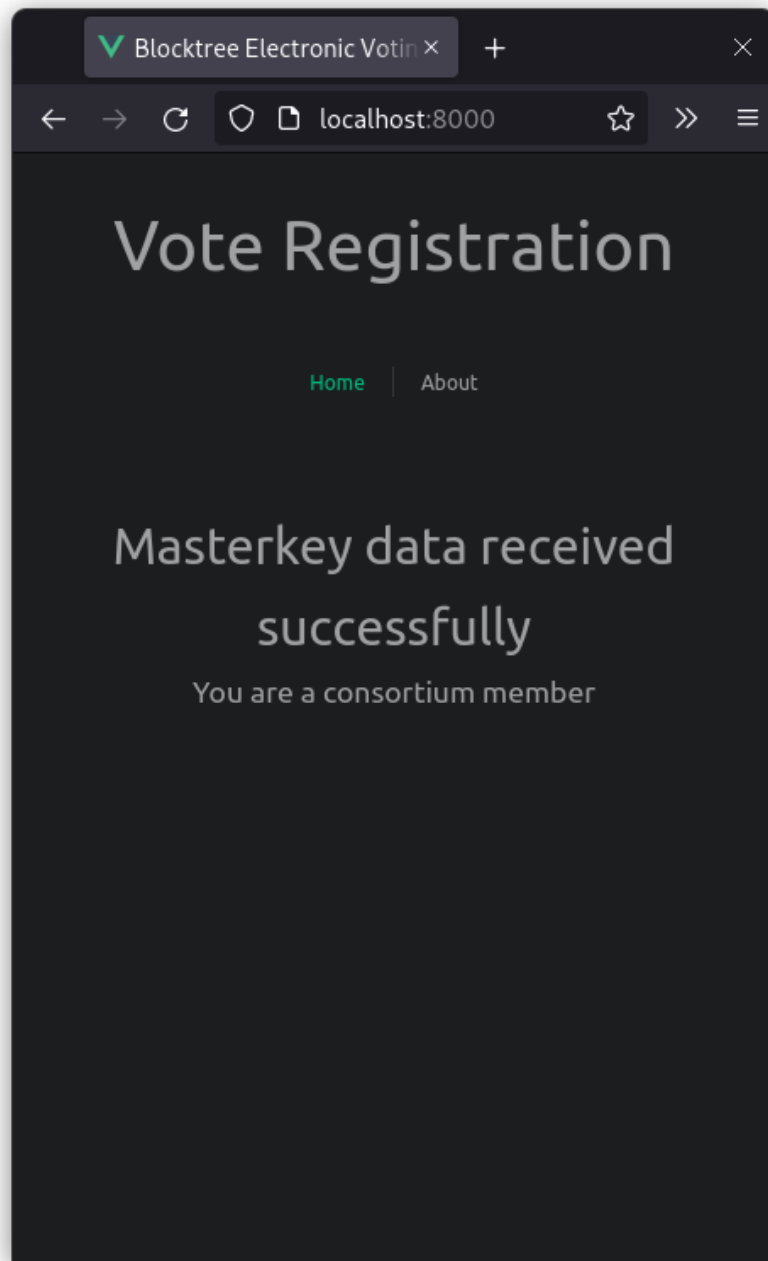 Blocktree Electronic Votin
localhost:8000
Vote Registration
Home
About
Masterkey data received
successfully
You are a consortium member